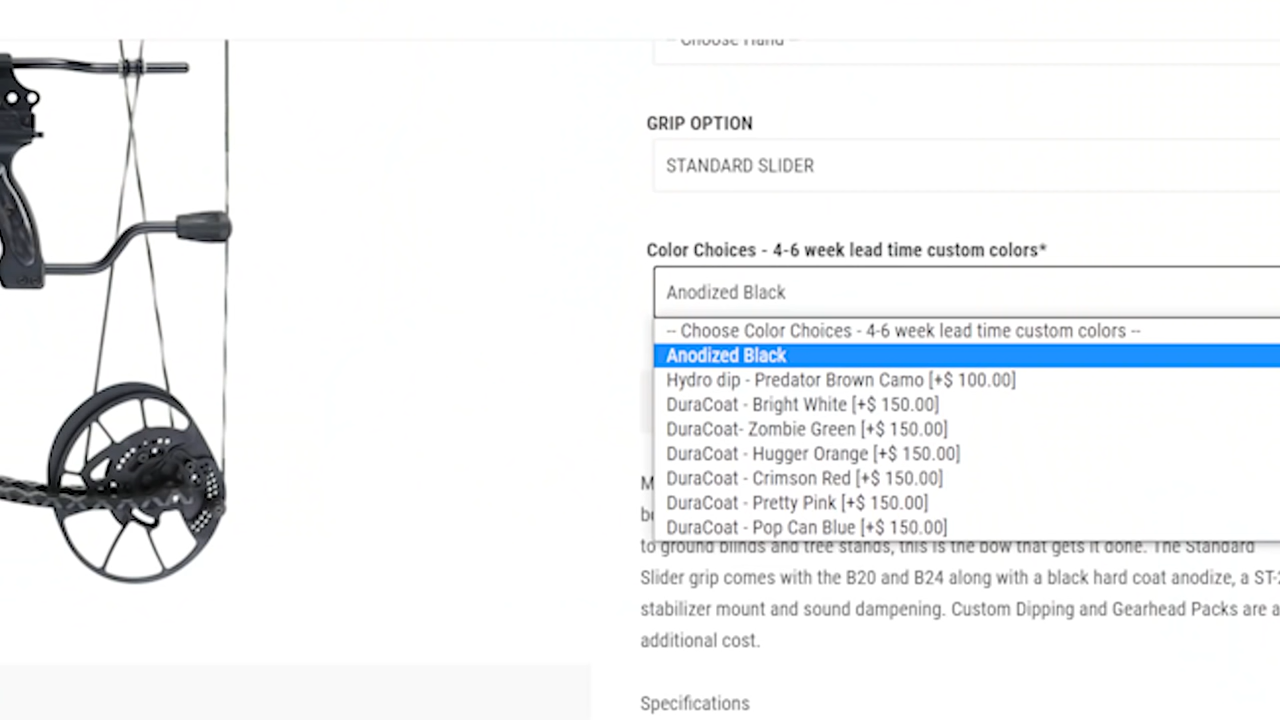 -- Choose Hand --
GRIP OPTION
STANDARD SLIDER
Color Choices - 4-6 week lead time custom colors*
Anodized Black
-- Choose Color Choices - 4-6 week lead time custom colors --
Anodized Black
Hydro dip - Predator Brown Camo [+$ 100.00]
DuraCoat - Bright White [+$ 150.00]
DuraCoat- Zombie Green [+$ 150.00]
DuraCoat - Hugger Orange [+$ 150.00]
DuraCoat - Crimson Red [+$ 150.00]
DuraCoat - Pretty Pink [+$ 150.00]
DuraCoat - Pop Can Blue [+$ 150.00]
to ground blinds and tree stands, this is the bow that gets it done. The Standard
Slider grip comes with the B20 and B24 along with a black hard coat anodize, a
stabilizer mount and sound dampening. Custom Dipping and Gearhead Packs are
additional cost.
Specifications